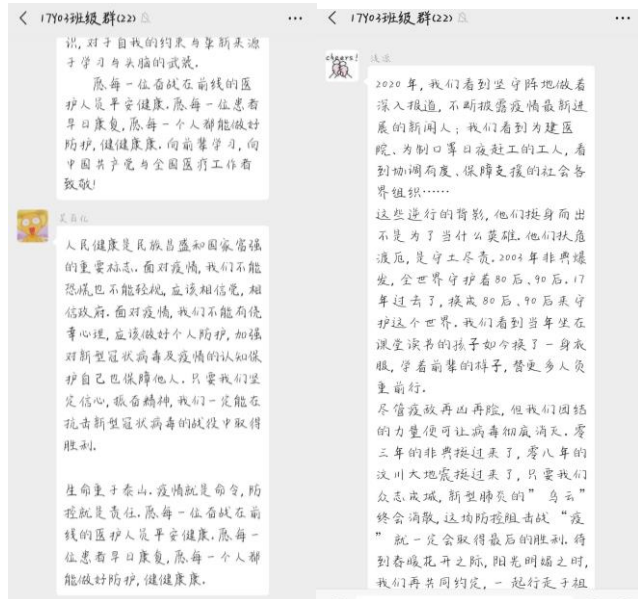 17Y03班级群(22)
识,对于自我的约束与革新来源
于学习与头脑的武装.
愿每一位奋战在前线的医
护人员平安健康.愿每一位患者
早日康复,愿每一个人都能做好
防护,健健康康.向前辈学习,向
中国共产党与全国医疗工作者
致敬!
人民健康是民族昌盛和国家富强
的重要标志.面对疫情,我们不能
恐慌也不能轻视,应该相信党,相
信政府.面对疫情,我们不能有侥
幸心理,应该做好个人防护,加强
对新型冠状病毒及疫情的认知保
护自己也保障他人.只要我们坚
定信心,振奋精神,我们一定能在
抗击新型冠状病毒的战役中取得
胜利.
生命重于泰山.疫情就是命令,防
控就是责任.愿每一位奋战在前
线的医护人员平安健康.愿每一
位患者早日康复,愿每一个人都
能做好防护,健健康康.
17Y03班级群(22)
cheers!
2020年,我们看到坚守阵地做着
深入报道,不断披露疫情最新进
展的新闻人;我们看到为建医
院、为制口罩日夜赶工的工人,看
到协调有度、保障支援的社会各
界组织……
这些逆行的背影,他们挺身而出
不是为了当什么英雄.他们扶危
渡厄,是守土尽责.2003年非典爆
发,全世界守护着80后、90后.17
年过去了,换成80后、90后来守
护这个世界.我们看到当年坐在
课堂读书的孩子如今换了一身衣
服,学着前辈的样子,替更多人负
重前行.
尽管疫敌再凶再险,但我们团结
的力量便可让病毒彻底消灭.零
三年的非典挺过来了,零八年的
汶川大地震挺过来了,只要我们
众志成城,新型肺炎的”乌云”
终会消散,这场防控阻击战“疫
”就一定会取得最后的胜利.待
到春暖花开之际,阳光明媚之时,
我们再共同约定,一起行走于祖